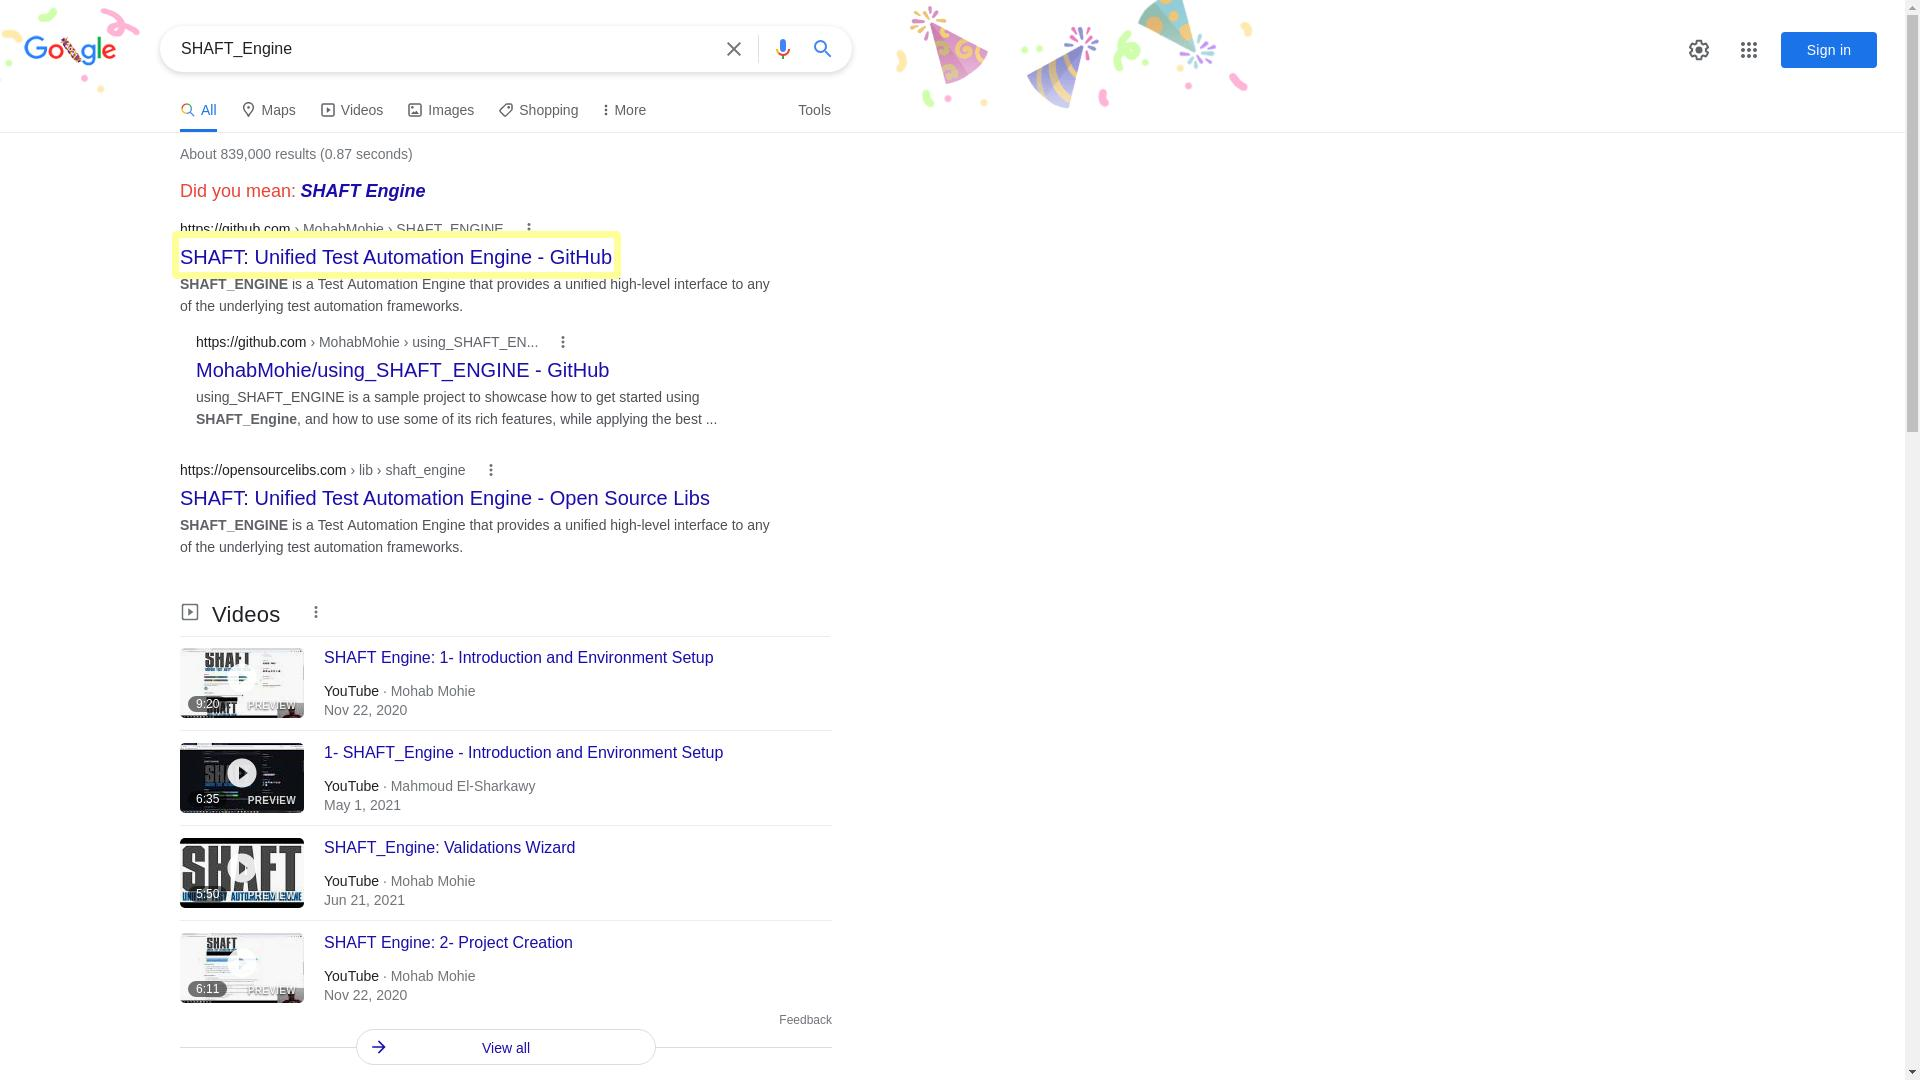 Google
SHAFT_Engine
Sign in
All
Maps
Videos
Images
Shopping
More
Tools
About 839,000 results (0.87 seconds)
Did you mean: SHAFT Engine
https://github.com › MohabMohie › SHAFT_ENGINE
SHAFT: Unified Test Automation Engine - GitHub
SHAFT_ENGINE is a Test Automation Engine that provides a unified high-level interface to any
of the underlying test automation frameworks.
https://github.com › MohabMohie › using_SHAFT_EN...
MohabMohie/using_SHAFT_ENGINE - GitHub
using_SHAFT_ENGINE is a sample project to showcase how to get started using
SHAFT_Engine, and how to use some of its rich features, while applying the best ...
https://opensourcelibs.com › lib › shaft_engine
SHAFT: Unified Test Automation Engine - Open Source Libs
SHAFT_ENGINE is a Test Automation Engine that provides a unified high-level interface to any
of the underlying test automation frameworks.
Videos
SHAFT
9:20
PREVIEW
SHAFT Engine: 1- Introduction and Environment Setup
YouTube · Mohab Mohie
Nov 22, 2020
6:35
PREVIEW
1- SHAFT_Engine - Introduction and Environment Setup
YouTube · Mahmoud El-Sharkawy
May 1, 2021
SHAFT
5:50
PREVIEW
SHAFT_Engine: Validations Wizard
YouTube · Mohab Mohie
Jun 21, 2021
SHAFT
6:11
PREVIEW
SHAFT Engine: 2- Project Creation
YouTube · Mohab Mohie
Nov 22, 2020
Feedback
View all